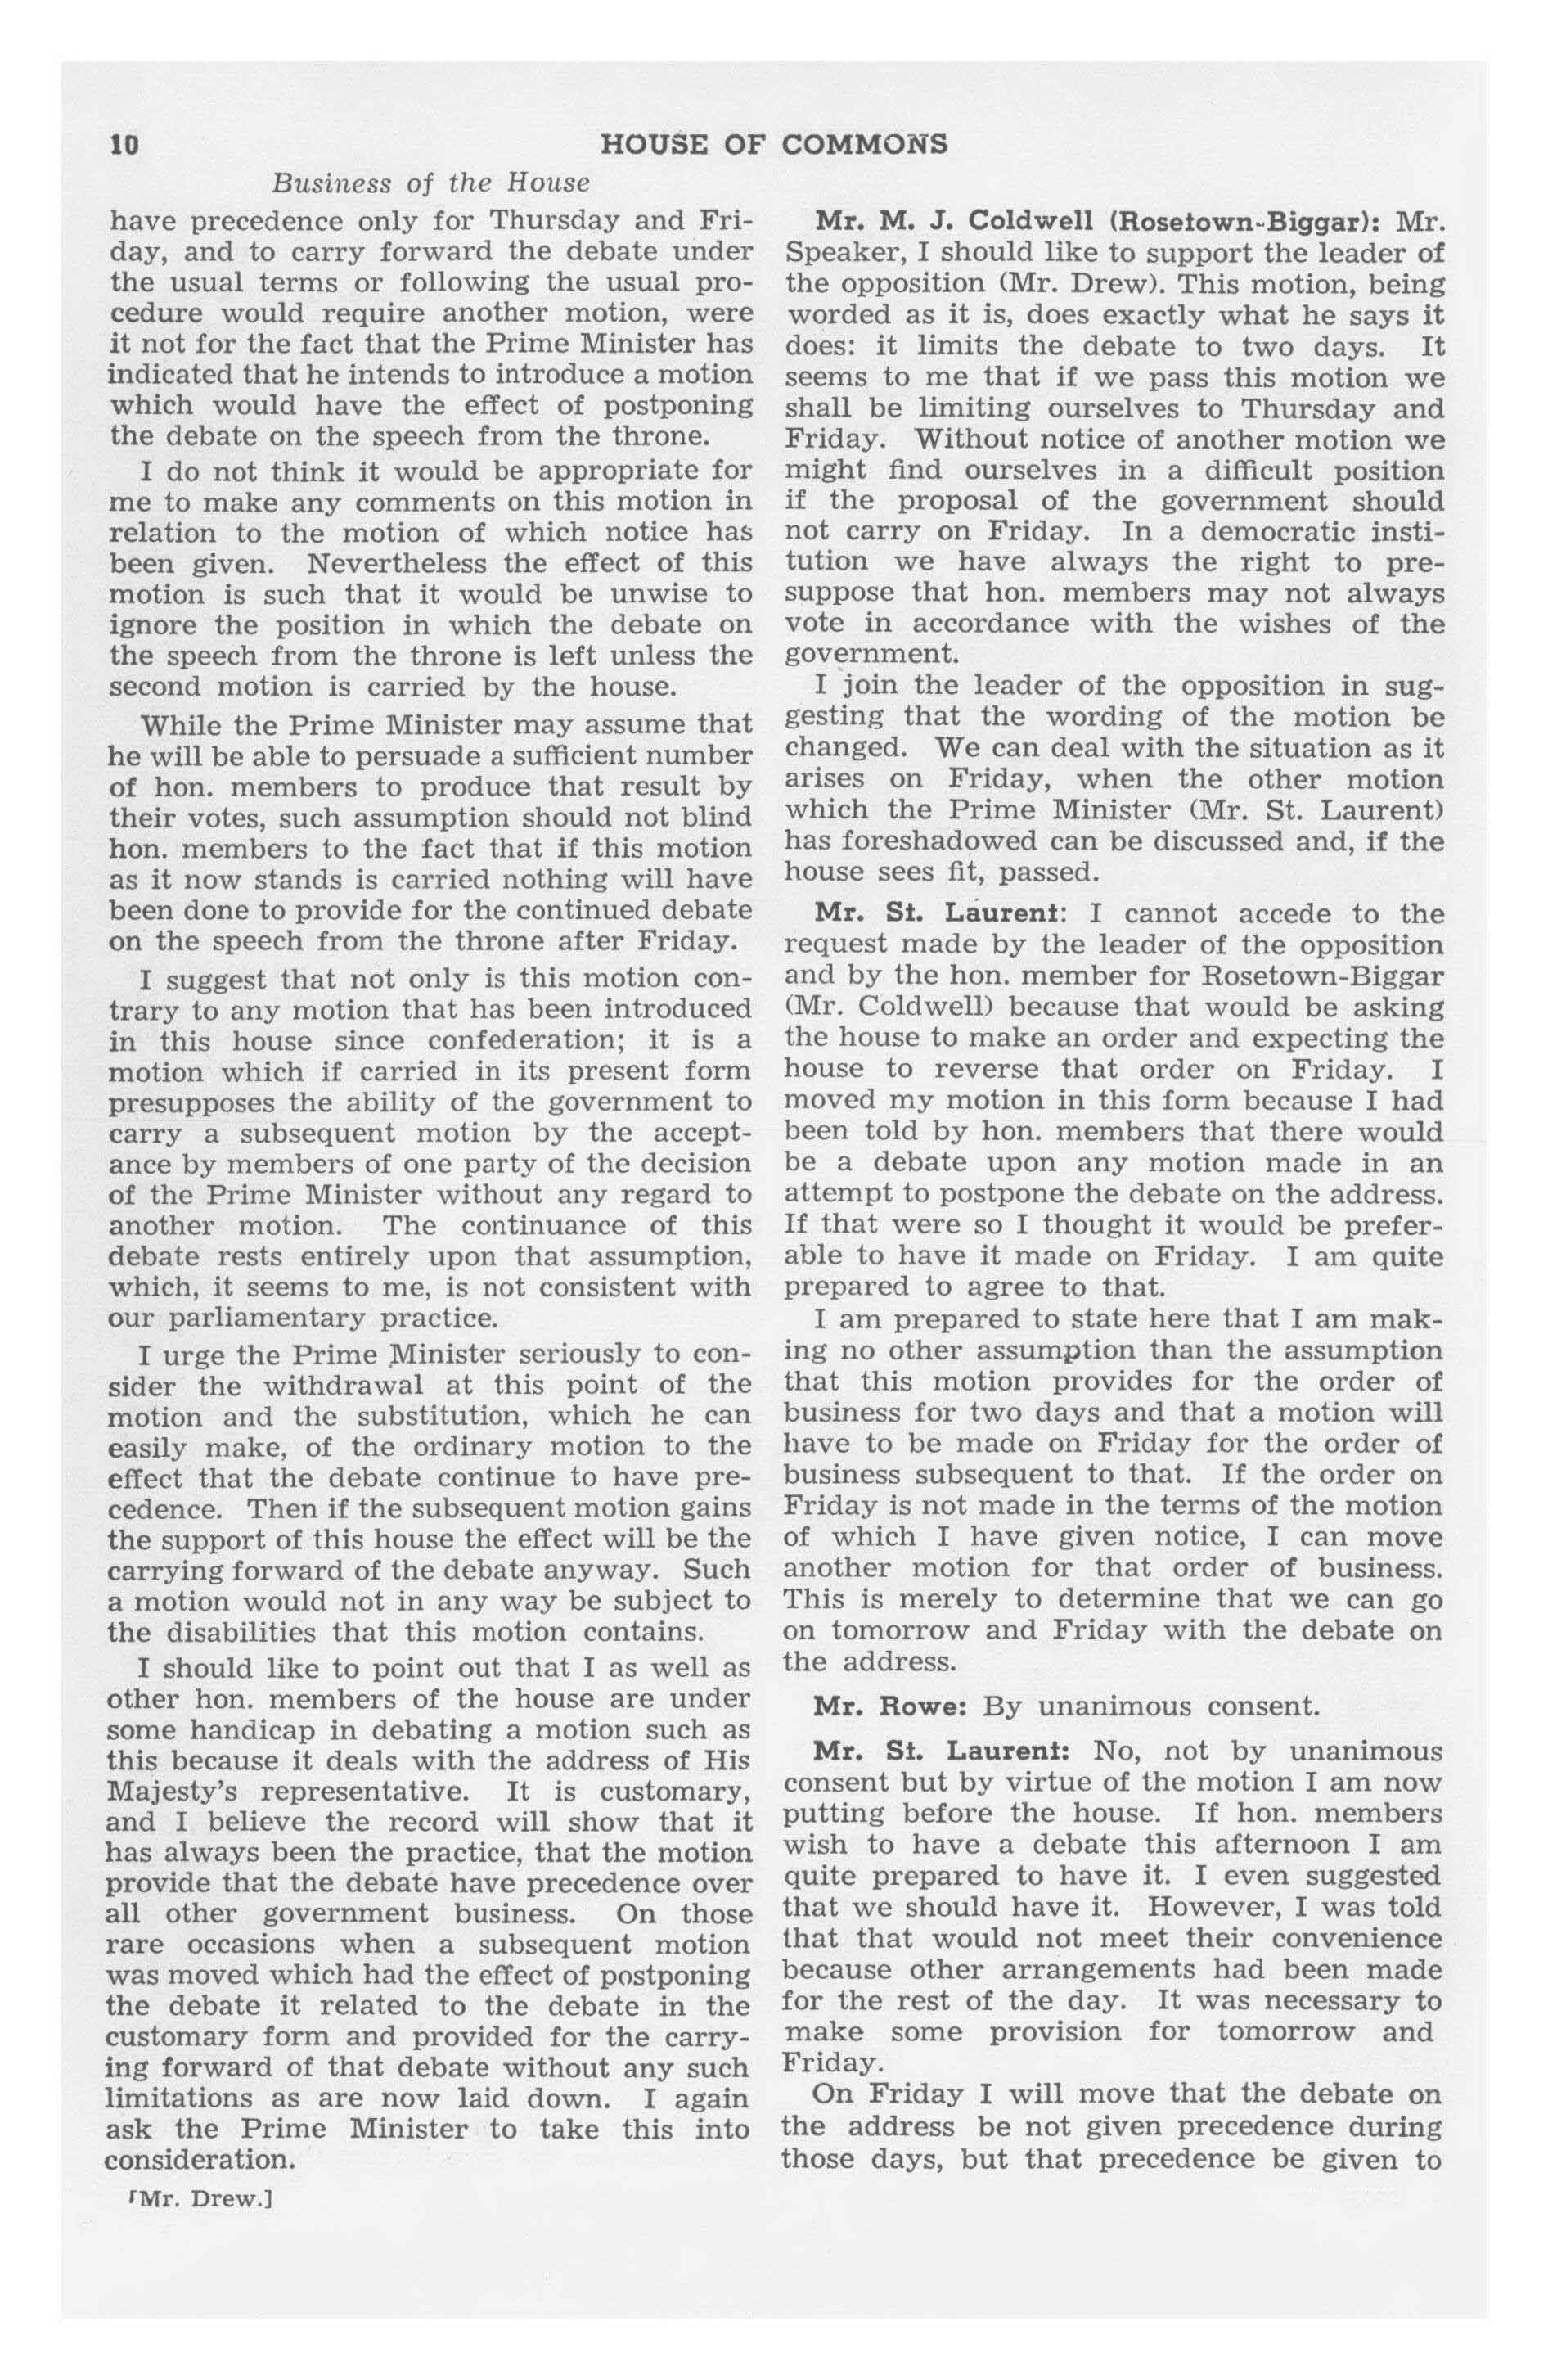 10
HOUSE OF COMMONS
Business of the House
have precedence only for Thursday and Fri-
day, and to carry forward the debate under
the usual terms or following the usual pro-
cedure would require another motion, were
it not for the fact that the Prime Minister has
indicated that he intends to introduce a motion
which would have the effect of postponing
the debate on the speech from the throne.
I do not think it would be appropriate for
me to make any comments on this motion in
relation to the motion of which notice has
been given. Nevertheless the effect of this
motion is such that it would be unwise to
ignore the position in which the debate on
the speech from the throne is left unless the
second motion is carried by the house.
While the Prime Minister may assume that
he will be able to persuade a sufficient number
of hon. members to produce that result by
their votes, such assumption should not blind
hon. members to the fact that if this motion
as it now stands is carried nothing will have
been done to provide for the continued debate
on the speech from the throne after Friday.
I suggest that not only is this motion con-
trary to any motion that has been introduced
in this house since confederation; it is a
motion which if carried in its present form
presupposes the ability of the government to
carry a subsequent motion by the accept-
ance by members of one party of the decision
of the Prime Minister without any regard to
another motion. The continuance of this
debate rests entirely upon that assumption,
which, it seems to me, is not consistent with
our parliamentary practice.
I urge the Prime Minister seriously to con-
sider the withdrawal at this point of the
motion and the substitution, which he can
easily make, of the ordinary motion to the
effect that the debate continue to have pre-
cedence. Then if the subsequent motion gains
the support of this house the effect will be the
carrying forward of the debate anyway. Such
a motion would not in any way be subject to
the disabilities that this motion contains.
I should like to point out that I as well as
other hon. members of the house are under
some handicap in debating a motion such as
this because it deals with the address of His
Majesty's representative. It is customary,
and I believe the record will show that it
has always been the practice, that the motion
provide that the debate have precedence over
all other government business. On those
rare occasions when a subsequent motion
was moved which had the effect of postponing
the debate it related to the debate in the
customary form and provided for the carry-
ing forward of that debate without any such
limitations as are now laid down. I again
ask the Prime Minister to take this into
consideration.
[Mr. Drew.]
Mr. M. J. Coldwell (Rosetown-Biggar): Mr.
Speaker, I should like to support the leader of
the opposition (Mr. Drew). This motion, being
worded as it is, does exactly what he says it
does: it limits the debate to two days. It
seems to me that if we pass this motion we
shall be limiting ourselves to Thursday and
Friday. Without notice of another motion we
might find ourselves in a difficult position
if the proposal of the government should
not carry on Friday. In a democratic insti-
tution we have always the right to pre-
suppose that hon. members may not always
vote in accordance with the wishes of the
government.
I join the leader of the opposition in sug-
gesting that the wording of the motion be
changed. We can deal with the situation as it
arises on Friday, when the other motion
which the Prime Minister (Mr. St. Laurent)
has foreshadowed can be discussed and, if the
house sees fit, passed.
Mr. St. Laurent: I cannot accede to the
request made by the leader of the opposition
and by the hon. member for Rosetown-Biggar
(Mr. Coldwell) because that would be asking
the house to make an order and expecting the
house to reverse that order on Friday. I
moved my motion in this form because I had
been told by hon. members that there would
be a debate upon any motion made in an
attempt to postpone the debate on the address.
If that were so I thought it would be prefer-
able to have it made on Friday. I am quite
prepared to agree to that.
I am prepared to state here that I am mak-
ing no other assumption than the assumption
that this motion provides for the order of
business for two days and that a motion will
have to be made on Friday for the order of
business subsequent to that. If the order on
Friday is not made in the terms of the motion
of which I have given notice, I can move
another motion for that order of business.
This is merely to determine that we can go
on tomorrow and Friday with the debate on
the address.
Mr. Rowe: By unanimous consent.
Mr. St. Laurent: No, not by unanimous
consent but by virtue of the motion I am now
putting before the house. If hon. members
wish to have a debate this afternoon I am
quite prepared to have it. I even suggested
that we should have it. However, I was told
that that would not meet their convenience
because other arrangements had been made
for the rest of the day. It was necessary to
make some provision for tomorrow and
Friday.
On Friday I will move that the debate on
the address be not given precedence during
those days, but that precedence be given to